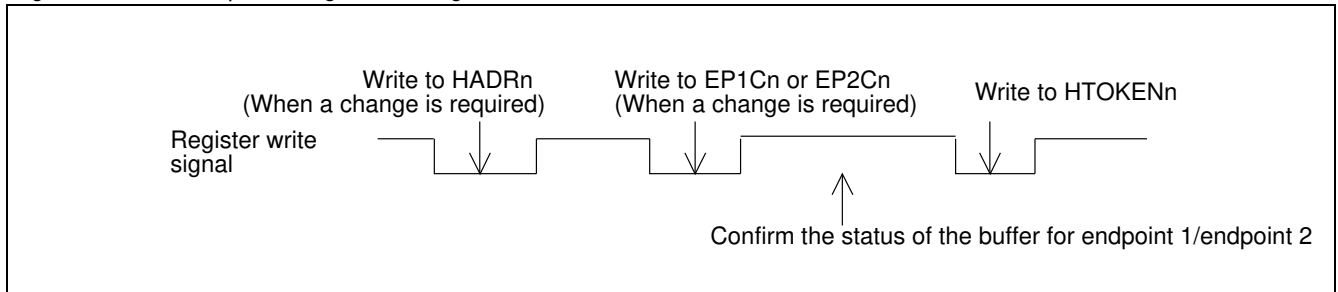 Write to HADRn
(When a change is required)
Write to EP1Cn or EP2Cn
(When a change is required)
Write to HTOKENn
Register write
signal
Confirm the status of the buffer for endpoint 1/endpoint 2